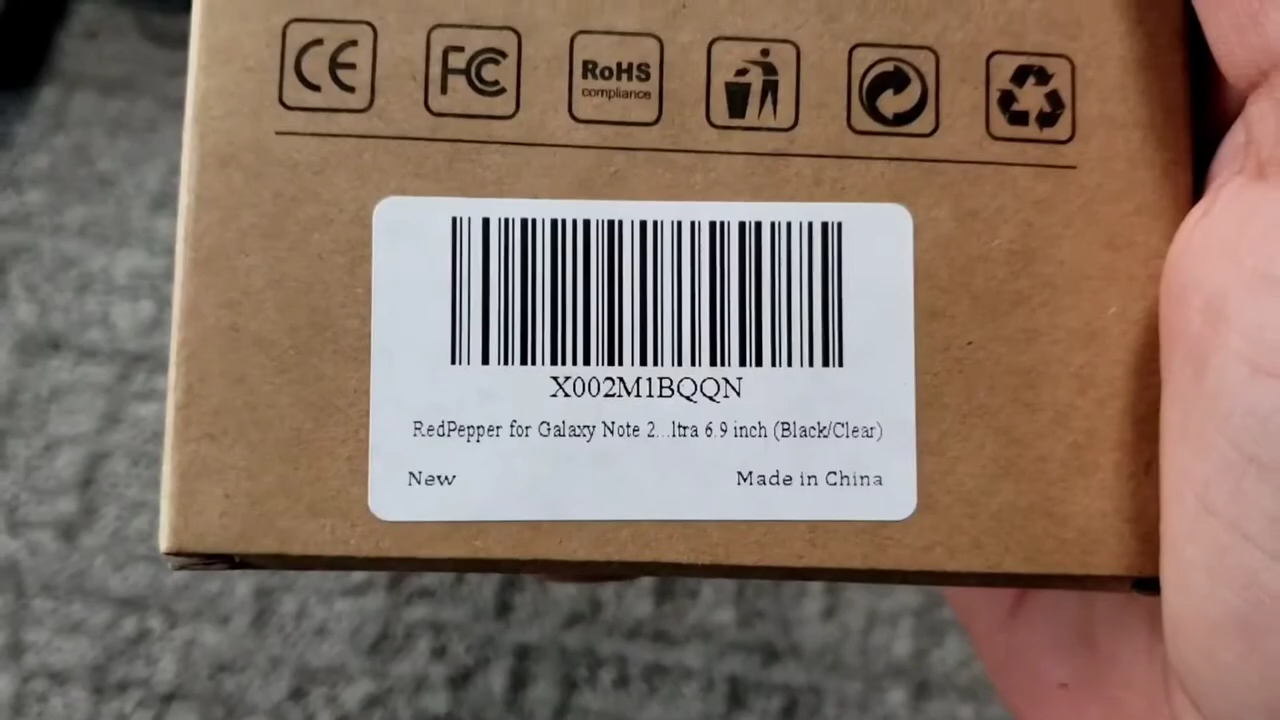 CE FC RoHS
compliance
X002M1BQQN
RedPepper for Galaxy Note 2...ltra 6.9 inch (Black/Clear)
New Made in China